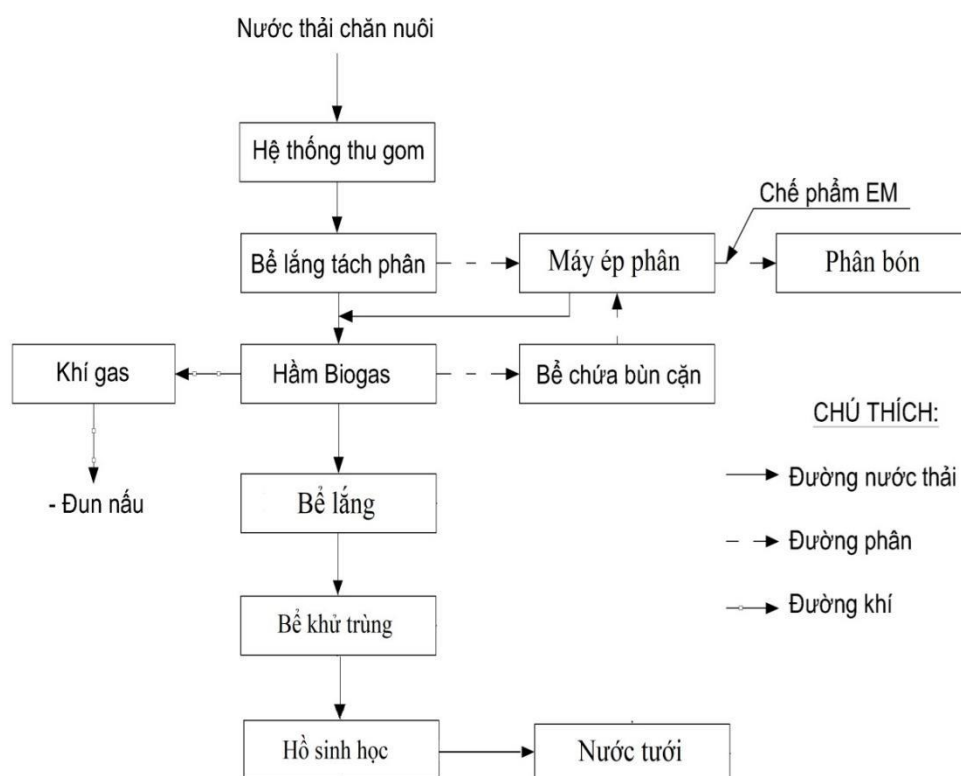 Nước thải chăn nuôi
Hệ thống thu gom
Chế phẩm EM
Bể lắng tách phân
Máy ép phân
Phân bón
Khí gas
Hầm Biogas
Bể chứa bùn cặn
CHÚ THÍCH:
Đường nước thải
- Đun nấu
Bể lắng
Đường phân
Đường khí
Bể khử trùng
Hồ sinh học
Nước tưới